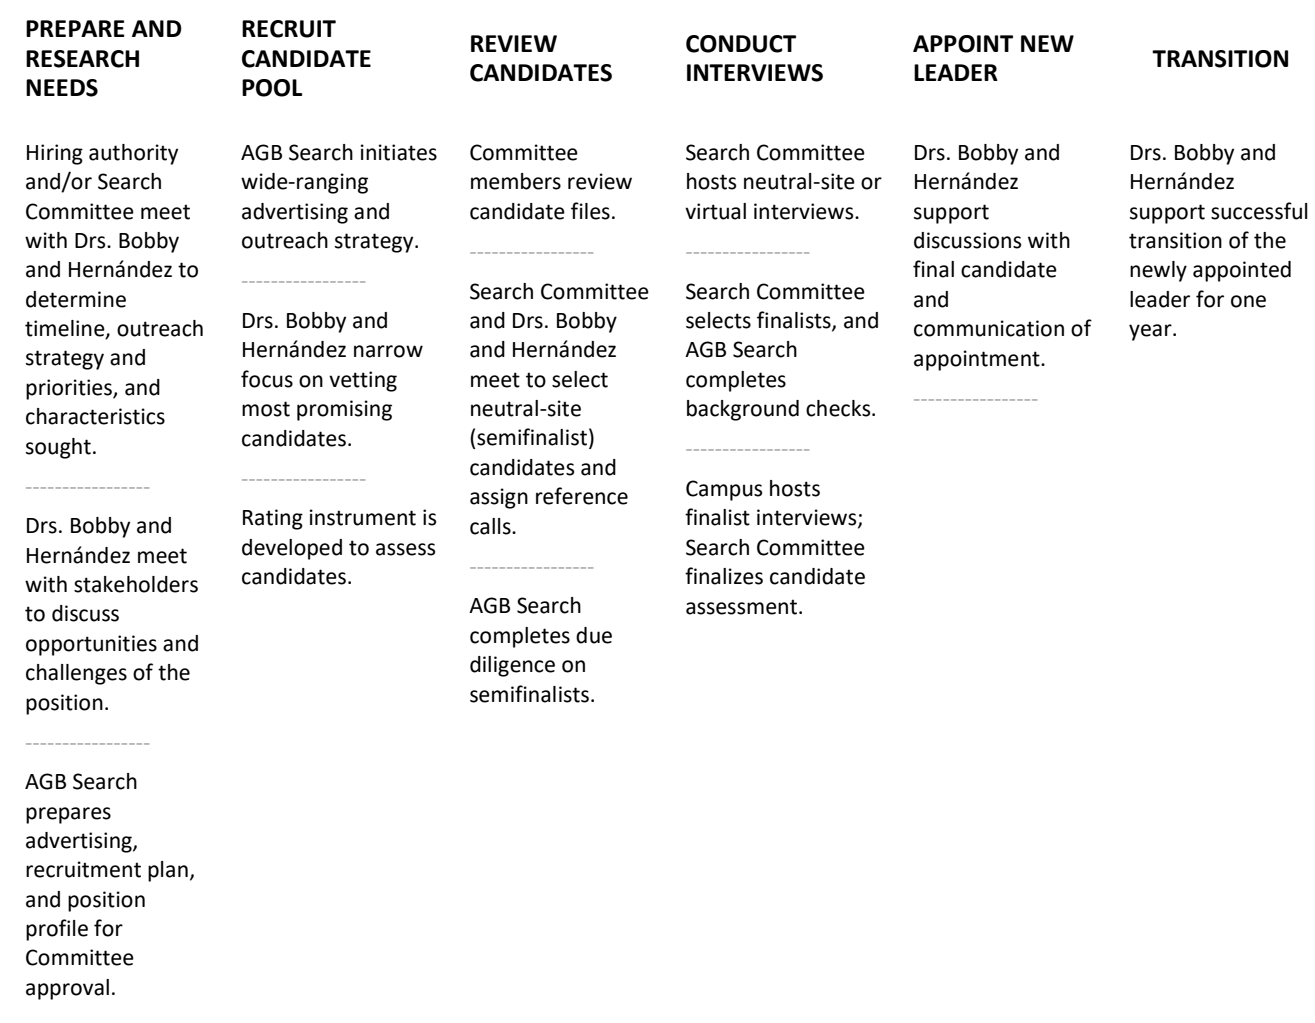 PREPARE AND
RESEARCH
NEEDS
Hiring authority
and/or Search
Committee meet
with Drs. Bobby
and Hernández to
determine
timeline, outreach
strategy and
priorities, and
characteristics
sought.
-----------------
Drs. Bobby and
Hernández meet
with stakeholders
to discuss
opportunities and
challenges of the
position.
-----------------
AGB Search
prepares
advertising,
recruitment plan,
and position
profile for
Committee
approval.
RECRUIT
CANDIDATE
POOL
AGB Search initiates
wide-ranging
advertising and
outreach strategy.
-----------------
Drs. Bobby and
Hernández narrow
focus on vetting
most promising
candidates.
-----------------
Rating instrument is
developed to assess
candidates.
REVIEW
CANDIDATES
Committee
members review
candidate files.
-----------------
Search Committee
and Drs. Bobby
and Hernández
meet to select
neutral-site
(semifinalist)
candidates and
assign reference
calls.
-----------------
AGB Search
completes due
diligence on
semifinalists.
CONDUCT
INTERVIEWS
Search Committee
hosts neutral-site or
virtual interviews.
-----------------
Search Committee
selects finalists, and
AGB Search
completes
background checks.
-----------------
Campus hosts
finalist interviews;
Search Committee
finalizes candidate
assessment.
APPOINT NEW
LEADER
Drs. Bobby and
Hernández
support
discussions with
final candidate
and
communication of
appointment.
-----------------
TRANSITION
Drs. Bobby and
Hernández
support successful
transition of the
newly appointed
leader for one
year.